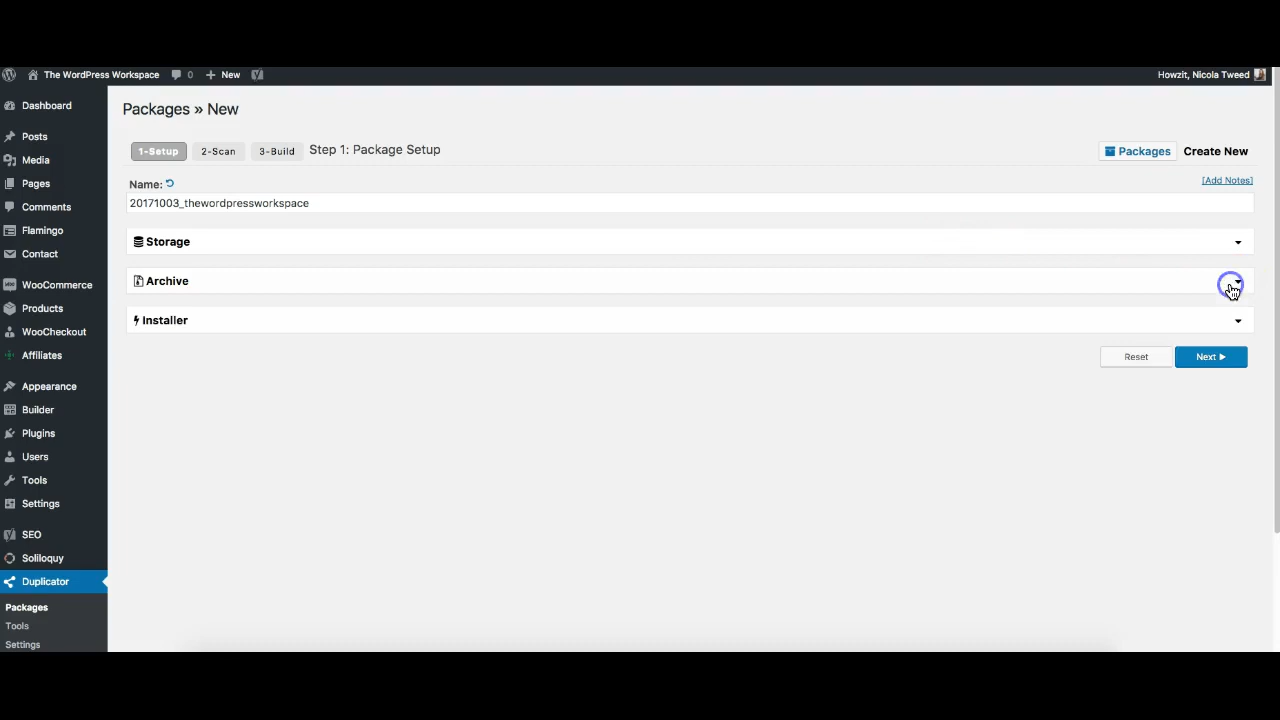 The WordPress Workspace 0 New Howzit, Nicola Tweed
Dashboard
Posts
Media
Pages
Comments
Flamingo
Contact
WooCommerce
Products
WooCheckout
Affiliates
Appearance
Builder
Plugins
Users
Tools
Settings
SEO
Soliloquy
Duplicator
Packages
Tools
Settings
Packages » New
1-Setup 2-Scan 3-Build Step 1: Package Setup Packages Create New
Name: [Add Notes]
20171003_thewordpressworkspace
Storage
Archive
Installer
Reset Next